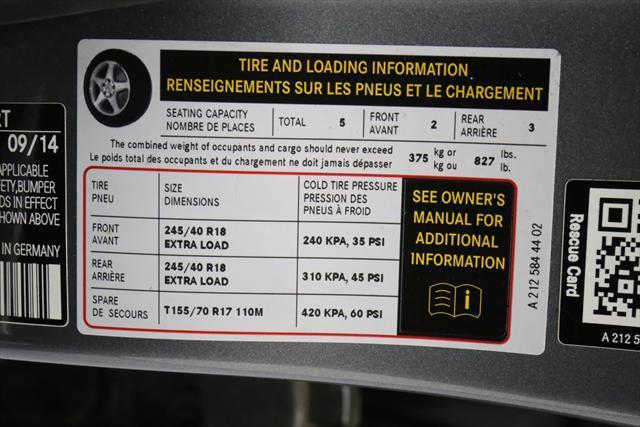 TIRE AND LOADING INFORMATION
RENSEIGNEMENTS SUR LES PNEUS ET LE CHARGEMENT
SEATING CAPACITY
NOMBRE DE PLACES
TOTAL 5
FRONT
AVANT
2
REAR
ARRIÈRE
3
The combined weight of occupants and cargo should never exceed
Le poids total des occupants et du chargement ne doit jamais dépasser
375 kg or
kg ou
827 lbs.
lb.
TIRE
PNEU
SIZE
DIMENSIONS
COLD TIRE PRESSURE
PRESSION DES
PNEUS À FROID
FRONT
AVANT
245/40 R18
EXTRA LOAD
240 KPA, 35 PSI
REAR
ARRIÈRE
245/40 R18
EXTRA LOAD
310 KPA, 45 PSI
SPARE
DE SECOURS
T155/70 R17 110M
420 KPA, 60 PSI
SEE OWNER'S
MANUAL FOR
ADDITIONAL
INFORMATION
i
A 212 584 44 02
RT
09/14
APPLICABLE
BUMPER
IN EFFECT
SHOWN ABOVE
IN GERMANY
Rescue Card
A 212 5